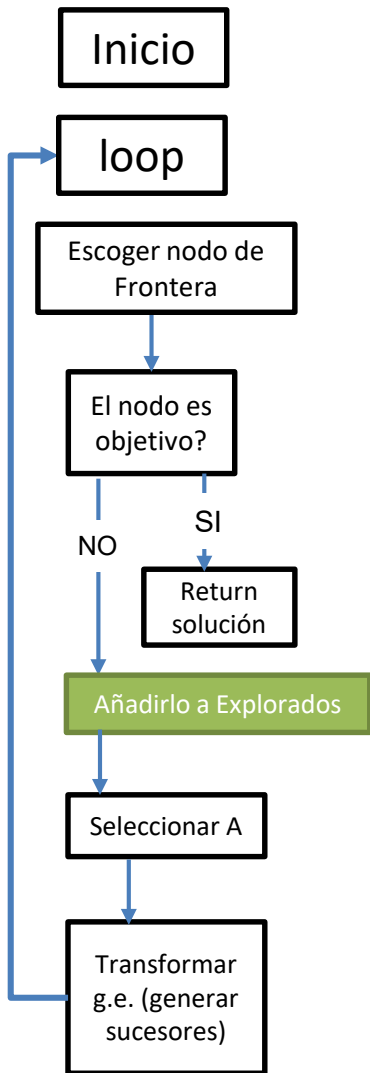 Inicio
loop
Escoger nodo de
Frontera
El nodo es
objetivo?
SI
NO
Return
solución
Añadirlo a Explorados
Seleccionar A
Transformar
g.e. (generar
sucesores)